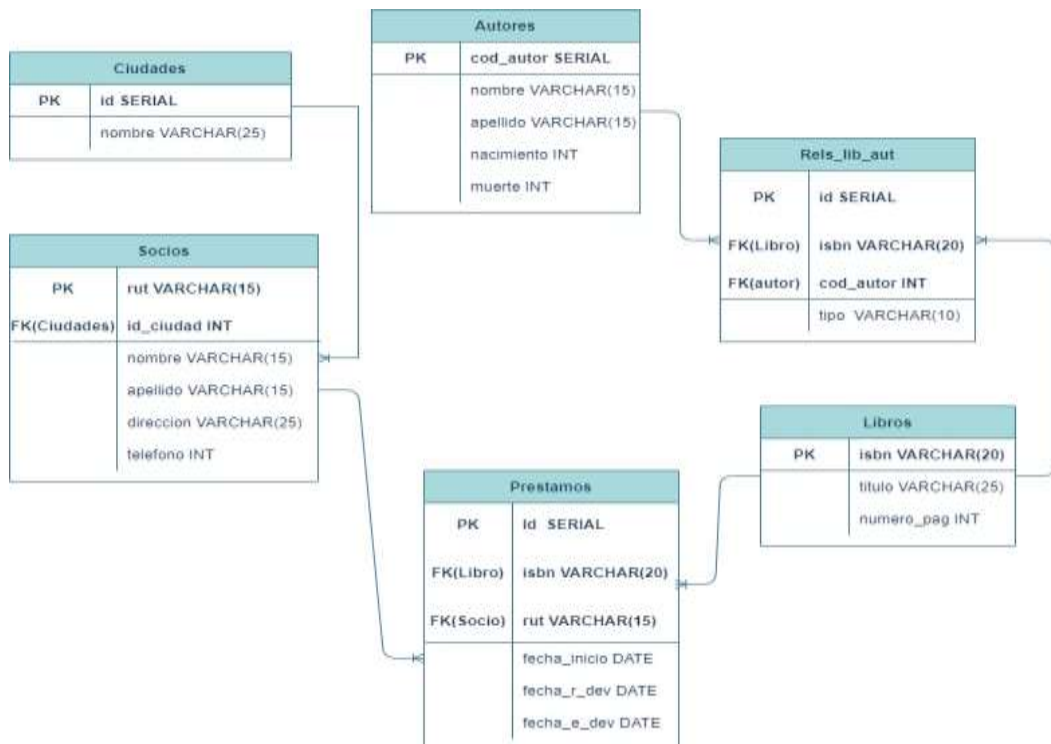 Autores
PK cod_autor SERIAL
nombre VARCHAR(15)
apellido VARCHAR(15)
nacimiento INT
muerte INT
Ciudades
PK id SERIAL
nombre VARCHAR(25)
Rels_lib_aut
PK id SERIAL
FK(Libro) isbn VARCHAR(20)
FK(autor) cod_autor INT
tipo VARCHAR(10)
Socios
PK rut VARCHAR(15)
FK(Ciudades) id_ciudad INT
nombre VARCHAR(15)
apellido VARCHAR(15)
direccion VARCHAR(25)
telefono INT
Libros
PK isbn VARCHAR(20)
titulo VARCHAR(25)
numero_pag INT
Prestamos
PK id SERIAL
FK(Libro) isbn VARCHAR(20)
FK(Socio) rut VARCHAR(15)
fecha_inicio DATE
fecha_r_dev DATE
fecha_e_dev DATE